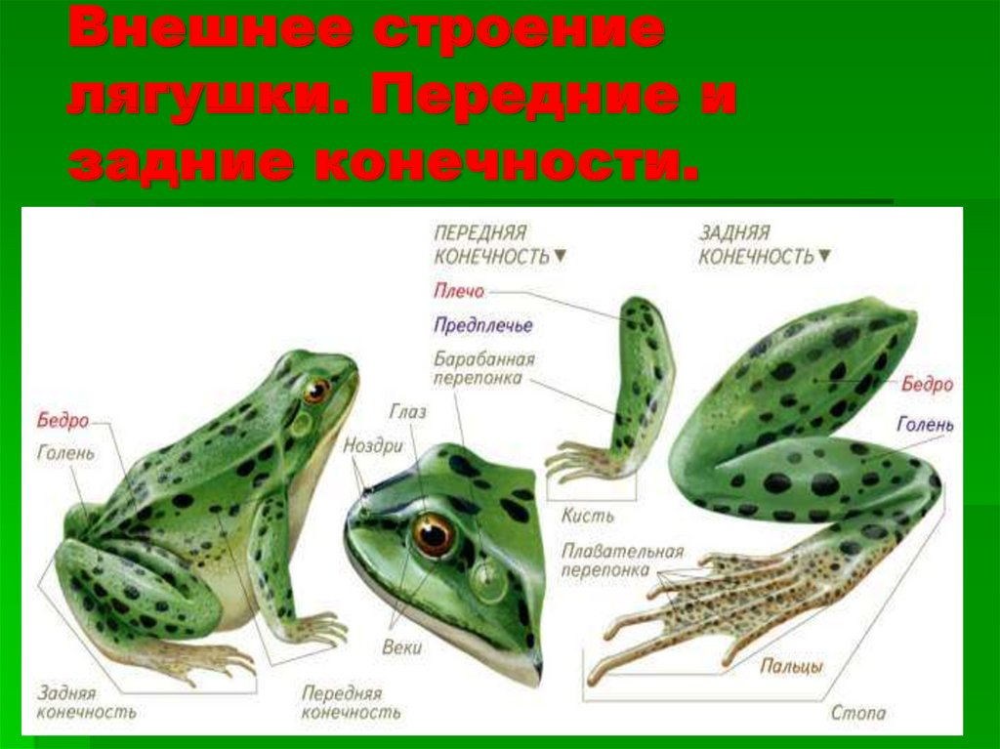 Внешнее строение
лягушки. Передние и
задние конечности.
ПЕРЕДНЯЯ
КОНЕЧНОСТЬ▼
ЗАДНЯЯ
КОНЕЧНОСТЬ▼
Плечо
Предплечье
Барабанная
перепонка
Бедро
Голень
Глаз
Ноздри
Бедро
Голень
Кисть
Плавательная
перепонка
Веки
Пальцы
Задняя
конечность
Передняя
конечность
Стопа